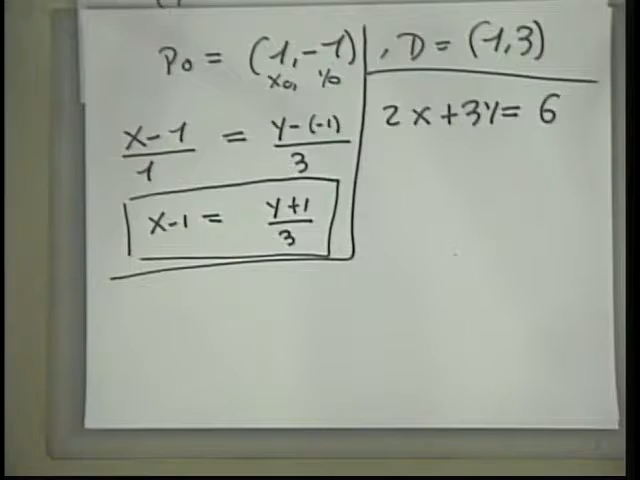 P0 = (1,-1) , D = (1,3)
x0, y0
x-1/1 = y-(-1)/3
x-1 = y+1/3
2x+3y= 6